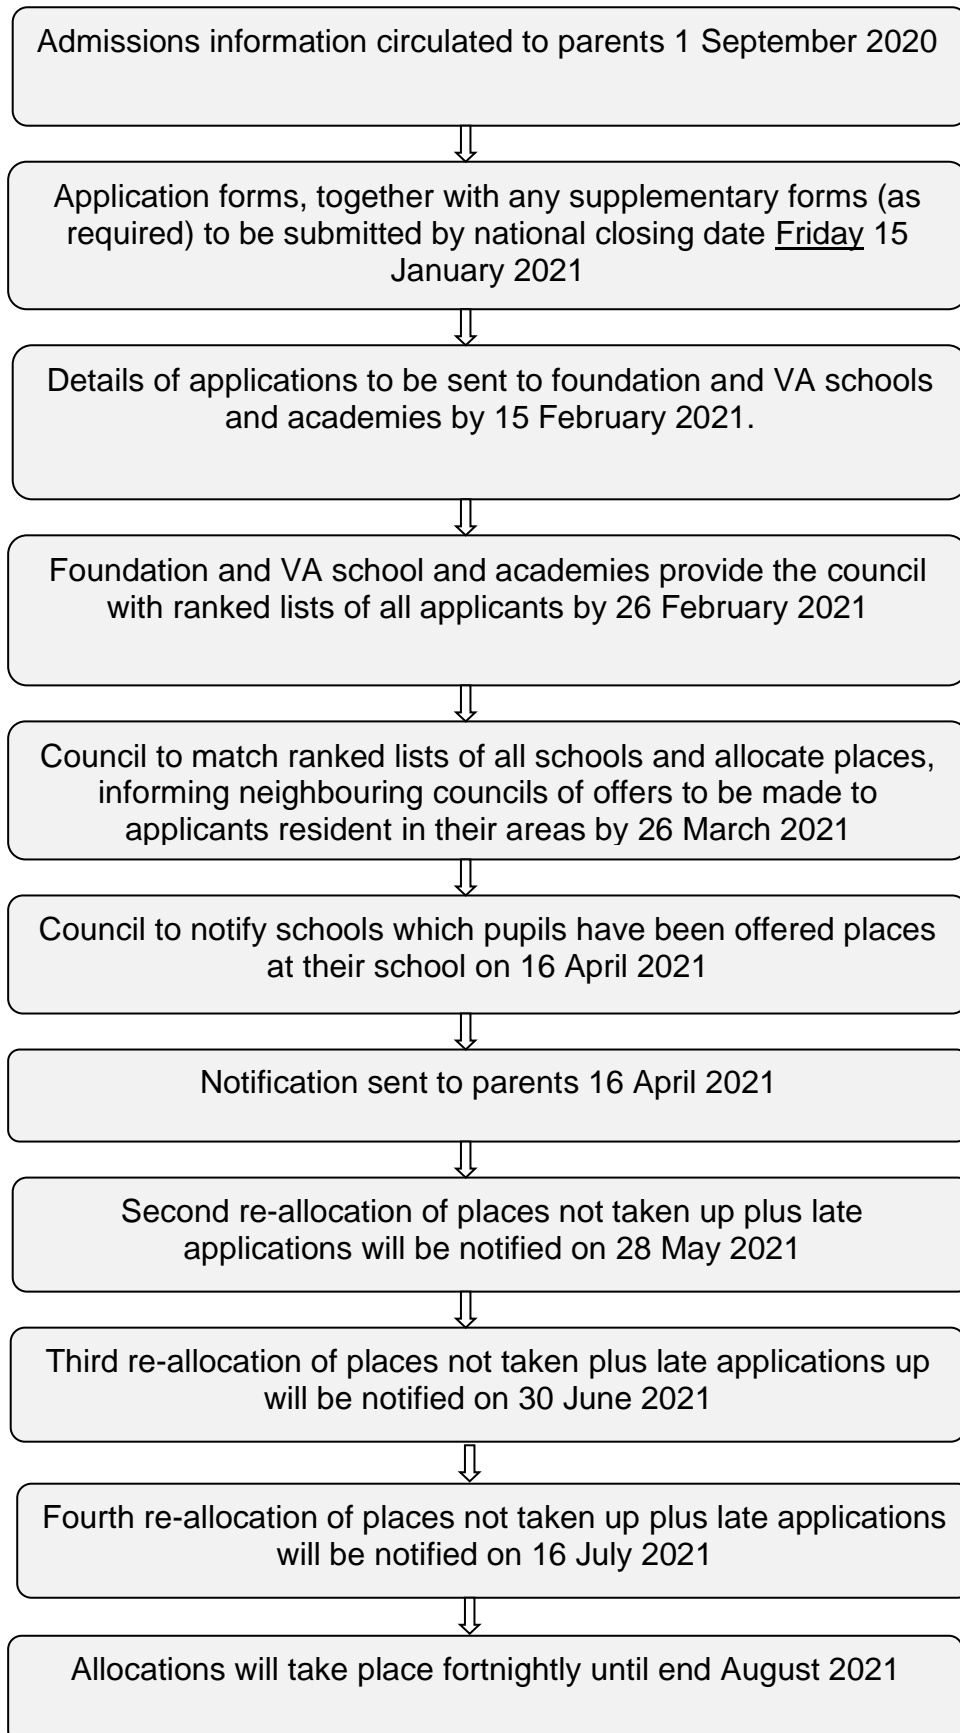 Admissions information circulated to parents 1 September 2020
Application forms, together with any supplementary forms (as
required) to be submitted by national closing date Friday 15
January 2021
Details of applications to be sent to foundation and VA schools
and academies by 15 February 2021.
Foundation and VA school and academies provide the council
with ranked lists of all applicants by 26 February 2021
Council to match ranked lists of all schools and allocate places,
informing neighbouring councils of offers to be made to
applicants resident in their areas by 26 March 2021
Council to notify schools which pupils have been offered places
at their school on 16 April 2021
Notification sent to parents 16 April 2021
Second re-allocation of places not taken up plus late
applications will be notified on 28 May 2021
Third re-allocation of places not taken plus late applications up
will be notified on 30 June 2021
Fourth re-allocation of places not taken up plus late applications
will be notified on 16 July 2021
Allocations will take place fortnightly until end August 2021